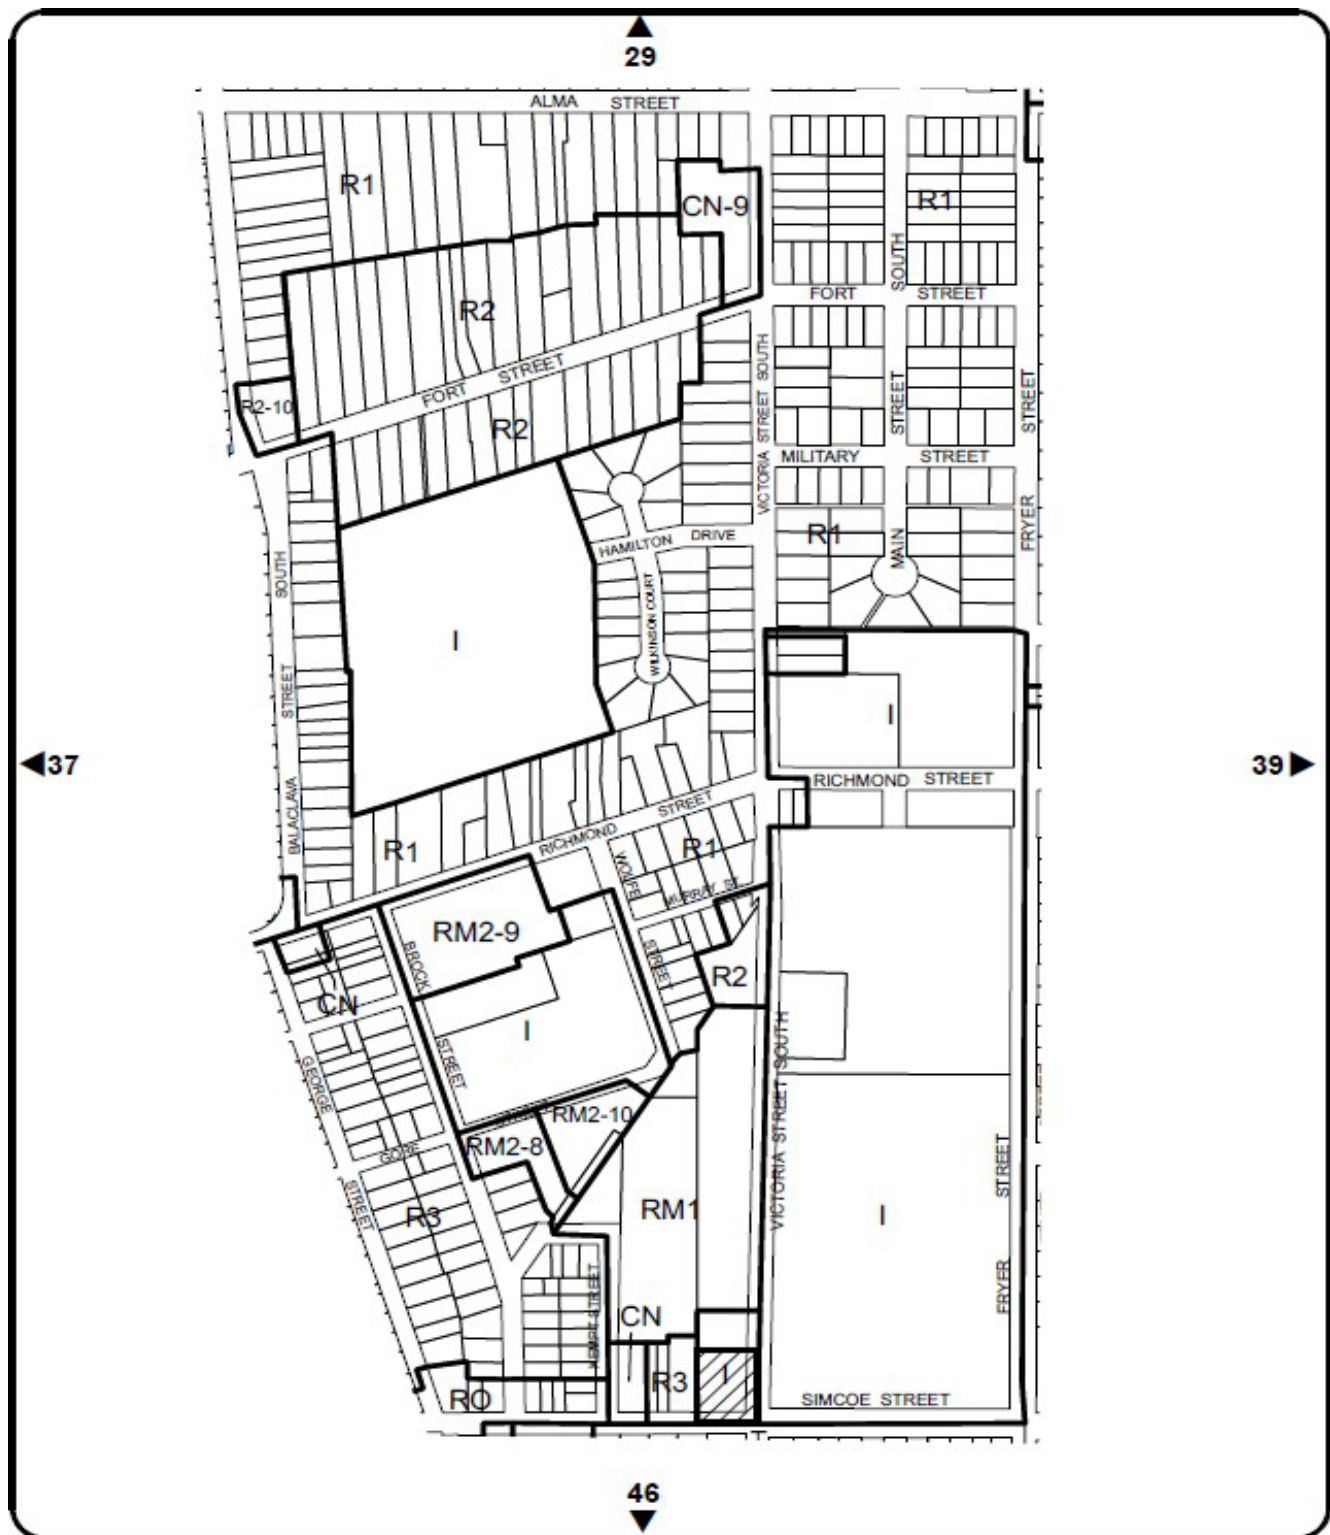 29
ALMA STREET
R1
CN-9
R1
SOUTH
FORT STREET
R2
FORT STREET
R2-10
R2
VICTORIA STREET SOUTH
STREET
STREET
MILITARY STREET
FRYER
R1
MAIN
HAMILTON DRIVE
WILKINSON COURT
SOUTH
STREET
BALACLAVA
I
I
37
39
RICHMOND STREET
RICHMOND STREET
R1
R1
WOLFE
MURRAY ST.
RM2-9
BROCK
STREET
R2
CN
I
STREET
GEORGE
VICTORIA STREET SOUTH
RM2-10
RM2-8
GORE
STREET
STREET
R3
RM1
I
FRYER
KEMPT STREET
CN
R3
I
RO
SIMCOE STREET
46